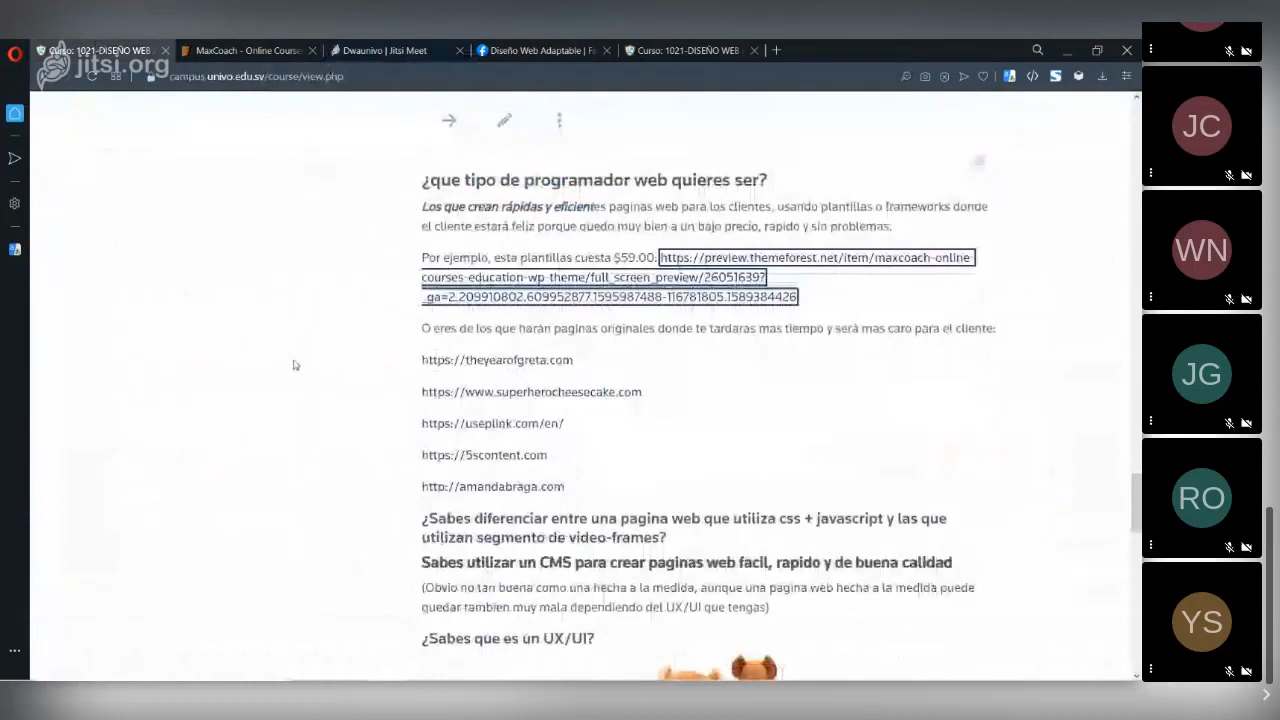 Curso: 1021-DISEÑO WEB
MaxCoach - Online Course
Dwaunivo | Jitsi Meet
Diseño Web Adaptable | Fa
Curso: 1021-DISEÑO WEB
jitsi.org
campus.univo.edu.sv/course/view.php
¿que tipo de programador web quieres ser?
Los que crean rápidas y eficientes paginas web para los clientes, usando plantillas o frameworks donde
el cliente estará feliz porque quedo muy bien a un bajo precio, rapido y sin problemas.
Por ejemplo, esta plantillas cuesta $59.00: https://preview.themeforest.net/item/maxcoach-online-
courses-education-wp-theme/full_screen_preview/26051639?
_ga=2.209910802.609952877.1595987488-116781805.1589384426
O eres de los que harán paginas originales donde te tardaras mas tiempo y será mas caro para el cliente:
https://theyearofgreta.com
https://www.superherocheesecake.com
https://useplink.com/en/
https://5scontent.com
http://amandabraga.com
¿Sabes diferenciar entre una pagina web que utiliza css + javascript y las que
utilizan segmento de video-frames?
Sabes utilizar un CMS para crear paginas web facil, rapido y de buena calidad
(Obvio no tan buena como una hecha a la medida, aunque una pagina web hecha a la medida puede
quedar tambien muy mala dependiendo del UX/UI que tengas)
¿Sabes que es un UX/UI?
JC
WN
JG
RO
YS